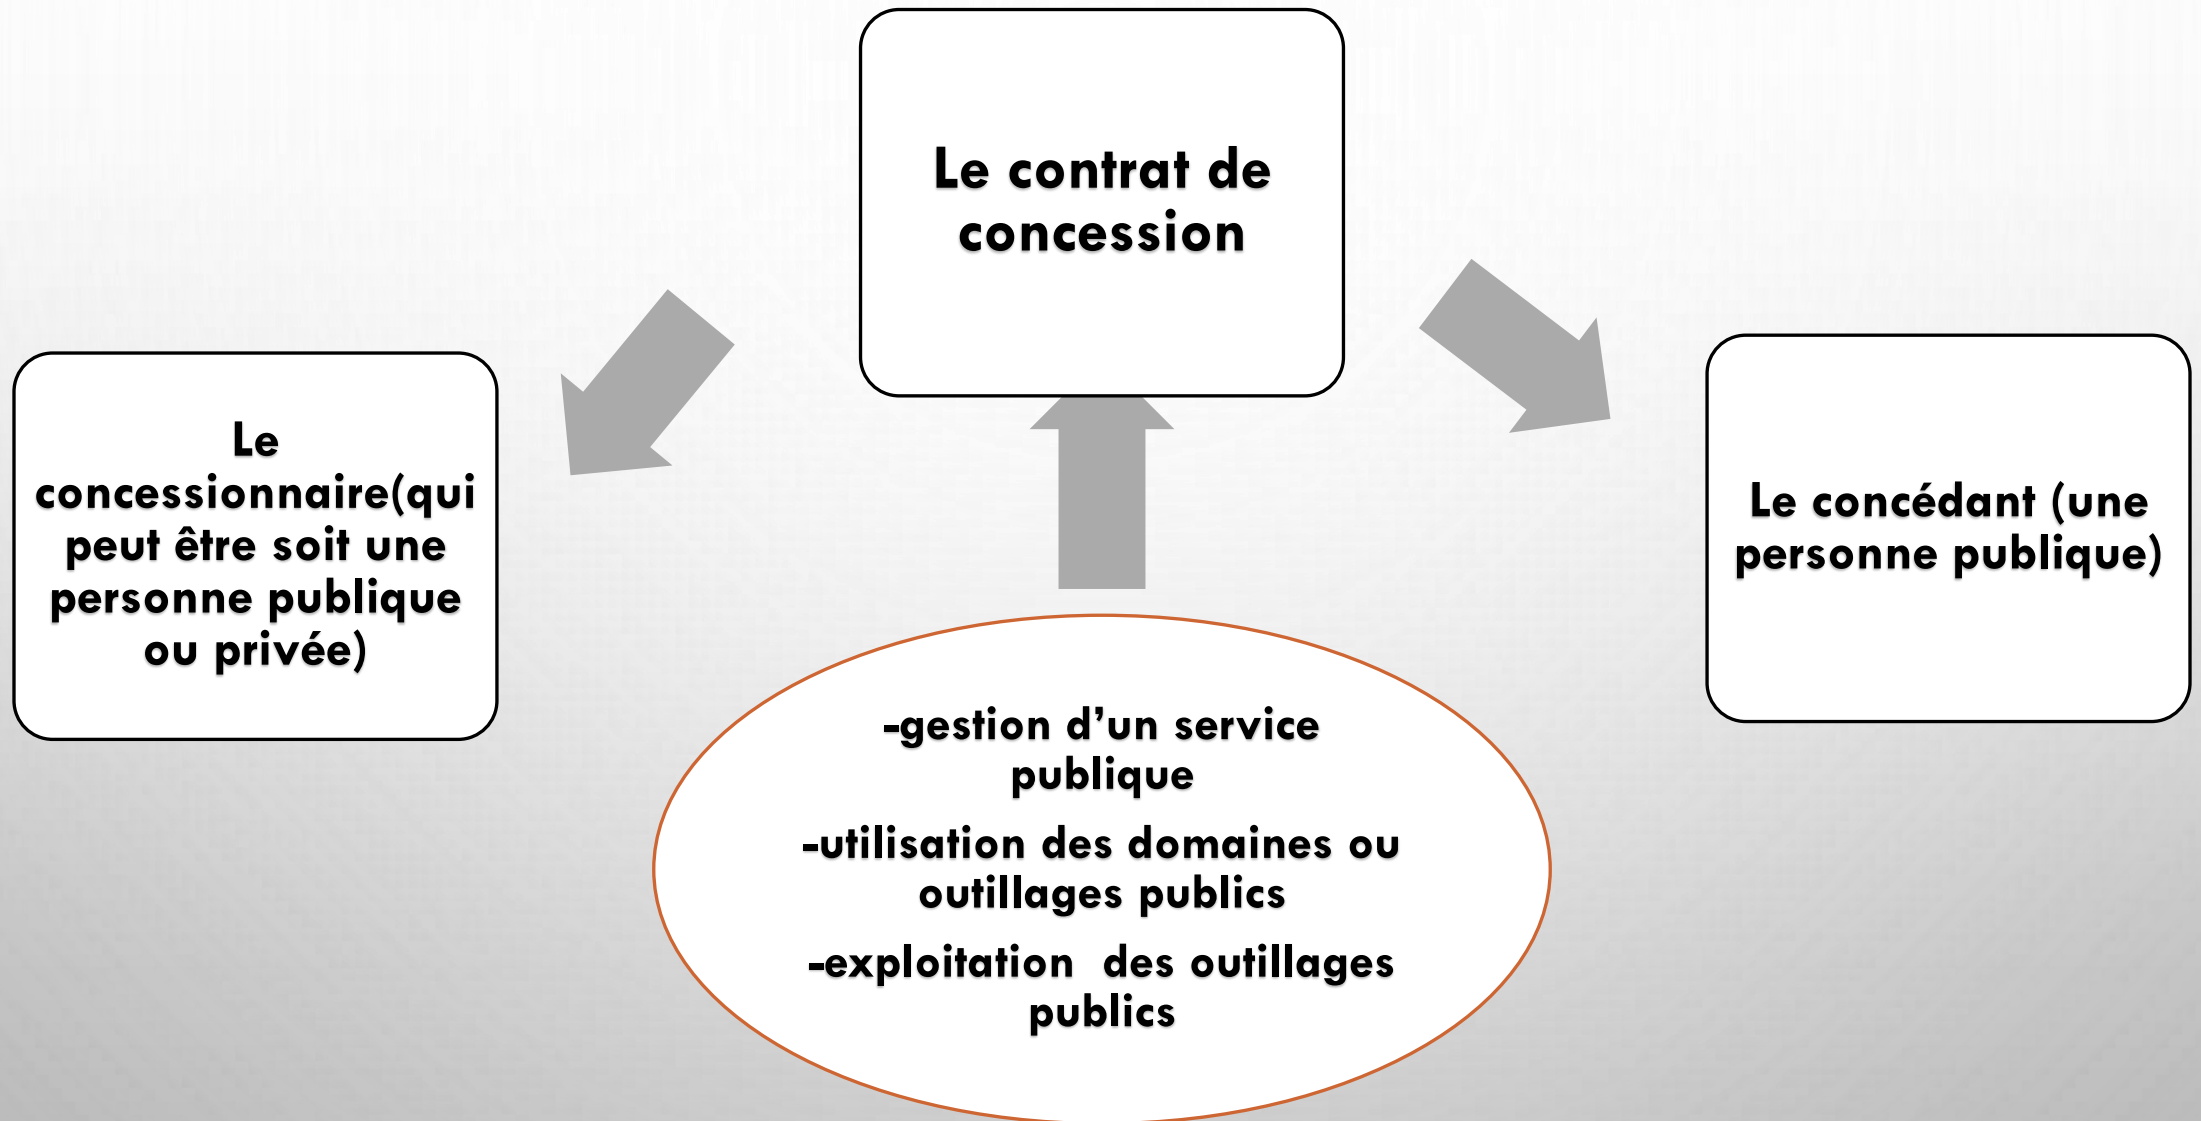 Le contrat de
concession
Le
concessionnaire(qui
peut être soit une
personne publique
ou privée)
Le concédant (une
personne publique)
-gestion d’un service
publique
-utilisation des domaines ou
outillages publics
-exploitation  des outillages
publics